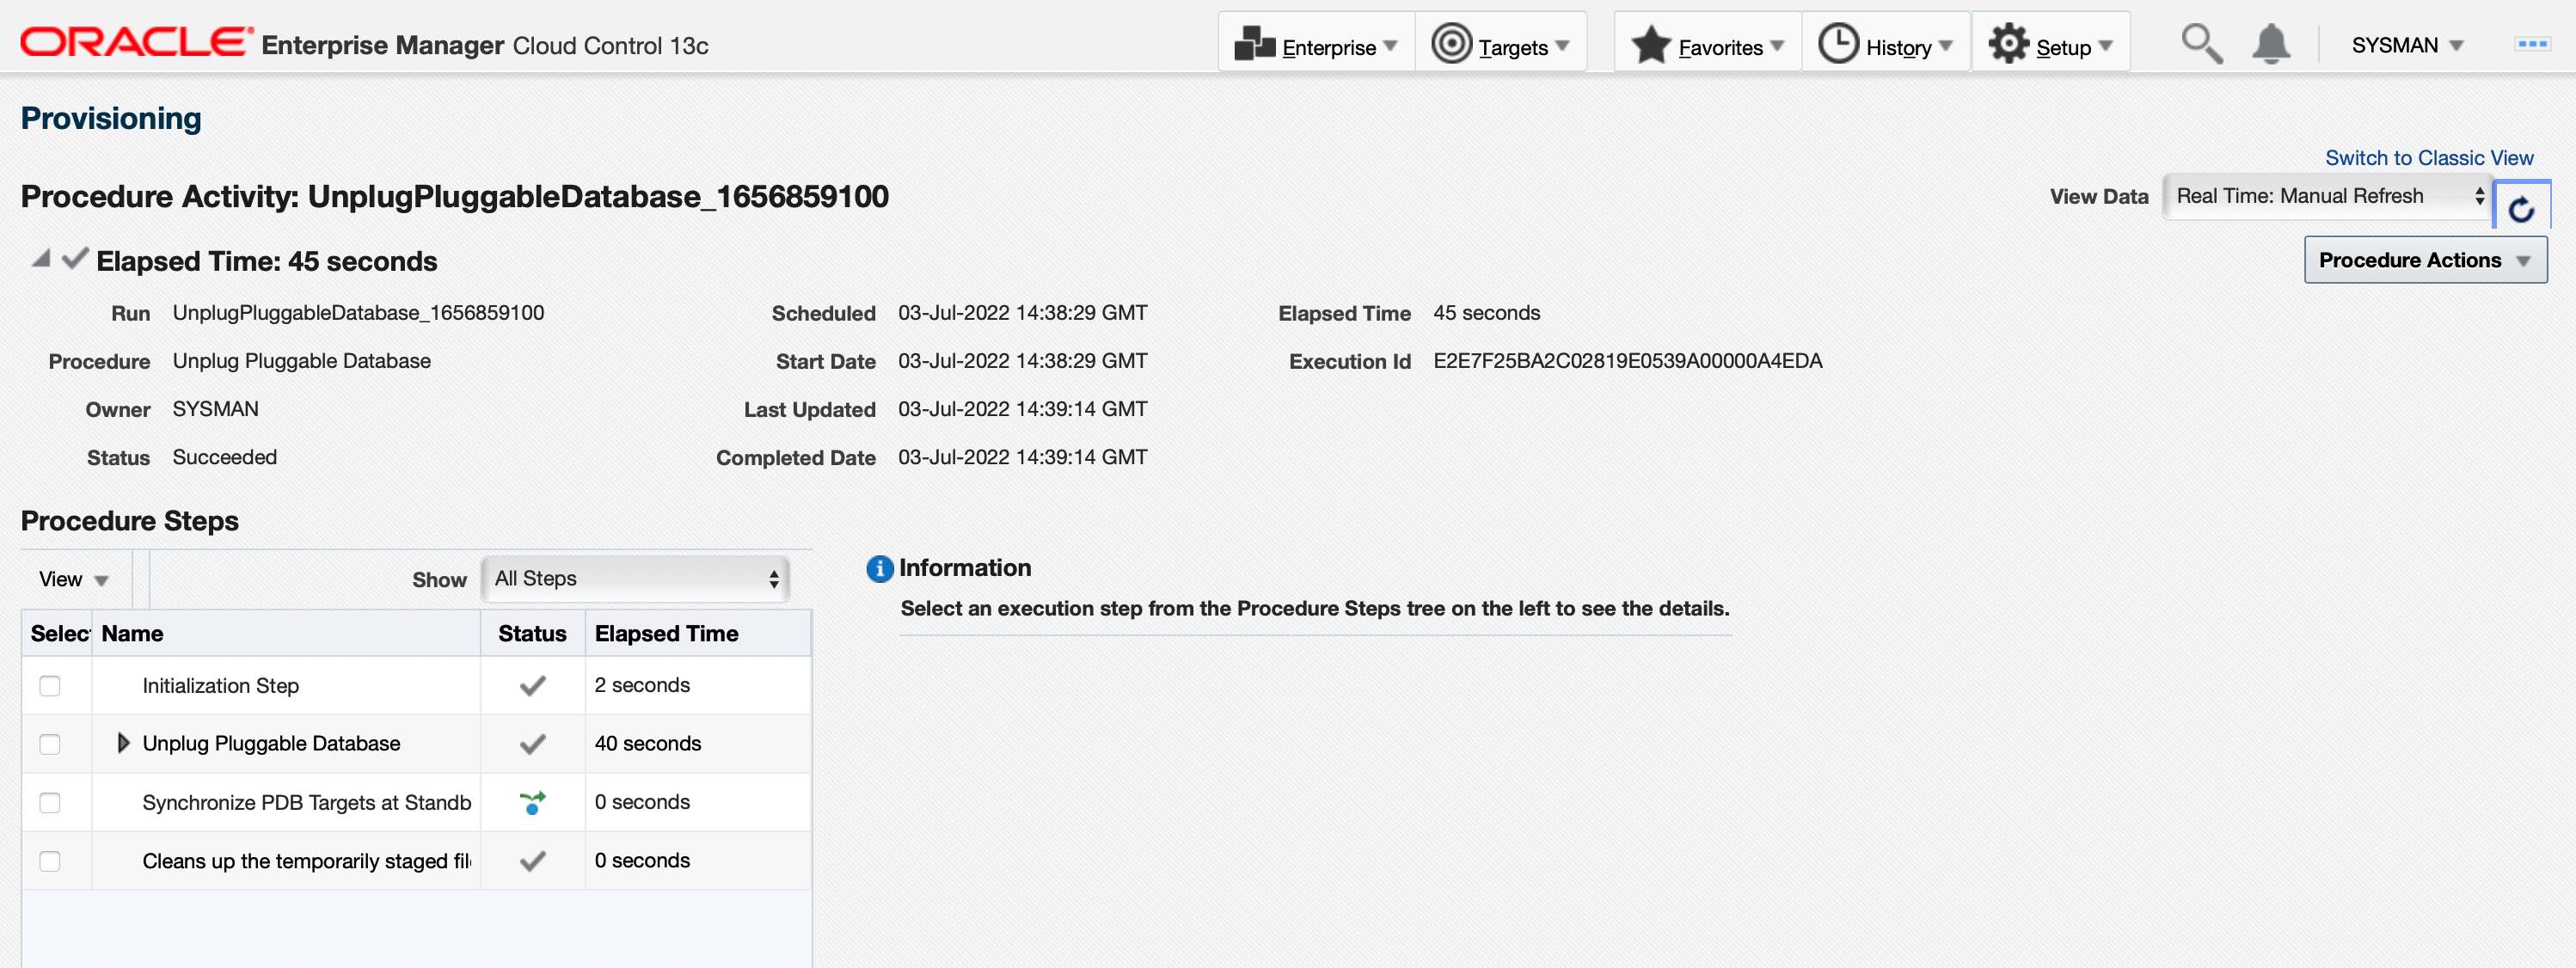 ORACLE Enterprise Manager Cloud Control 13c
Enterprise Targets Favorites History Setup SYSMAN
Provisioning
Switch to Classic View
Procedure Activity: UnplugPluggableDatabase_1656859100
View Data Real Time: Manual Refresh
Elapsed Time: 45 seconds
Procedure Actions
Run UnplugPluggableDatabase_1656859100 Scheduled 03-Jul-2022 14:38:29 GMT Elapsed Time 45 seconds
Procedure Unplug Pluggable Database Start Date 03-Jul-2022 14:38:29 GMT Execution Id E2E7F25BA2C02819E0539A00000A4EDA
Owner SYSMAN Last Updated 03-Jul-2022 14:39:14 GMT
Status Succeeded Completed Date 03-Jul-2022 14:39:14 GMT
Procedure Steps
View Show All Steps
Information
Select an execution step from the Procedure Steps tree on the left to see the details.
Selec Name Status Elapsed Time
Initialization Step 2 seconds
Unplug Pluggable Database 40 seconds
Synchronize PDB Targets at Standb 0 seconds
Cleans up the temporarily staged fil 0 seconds